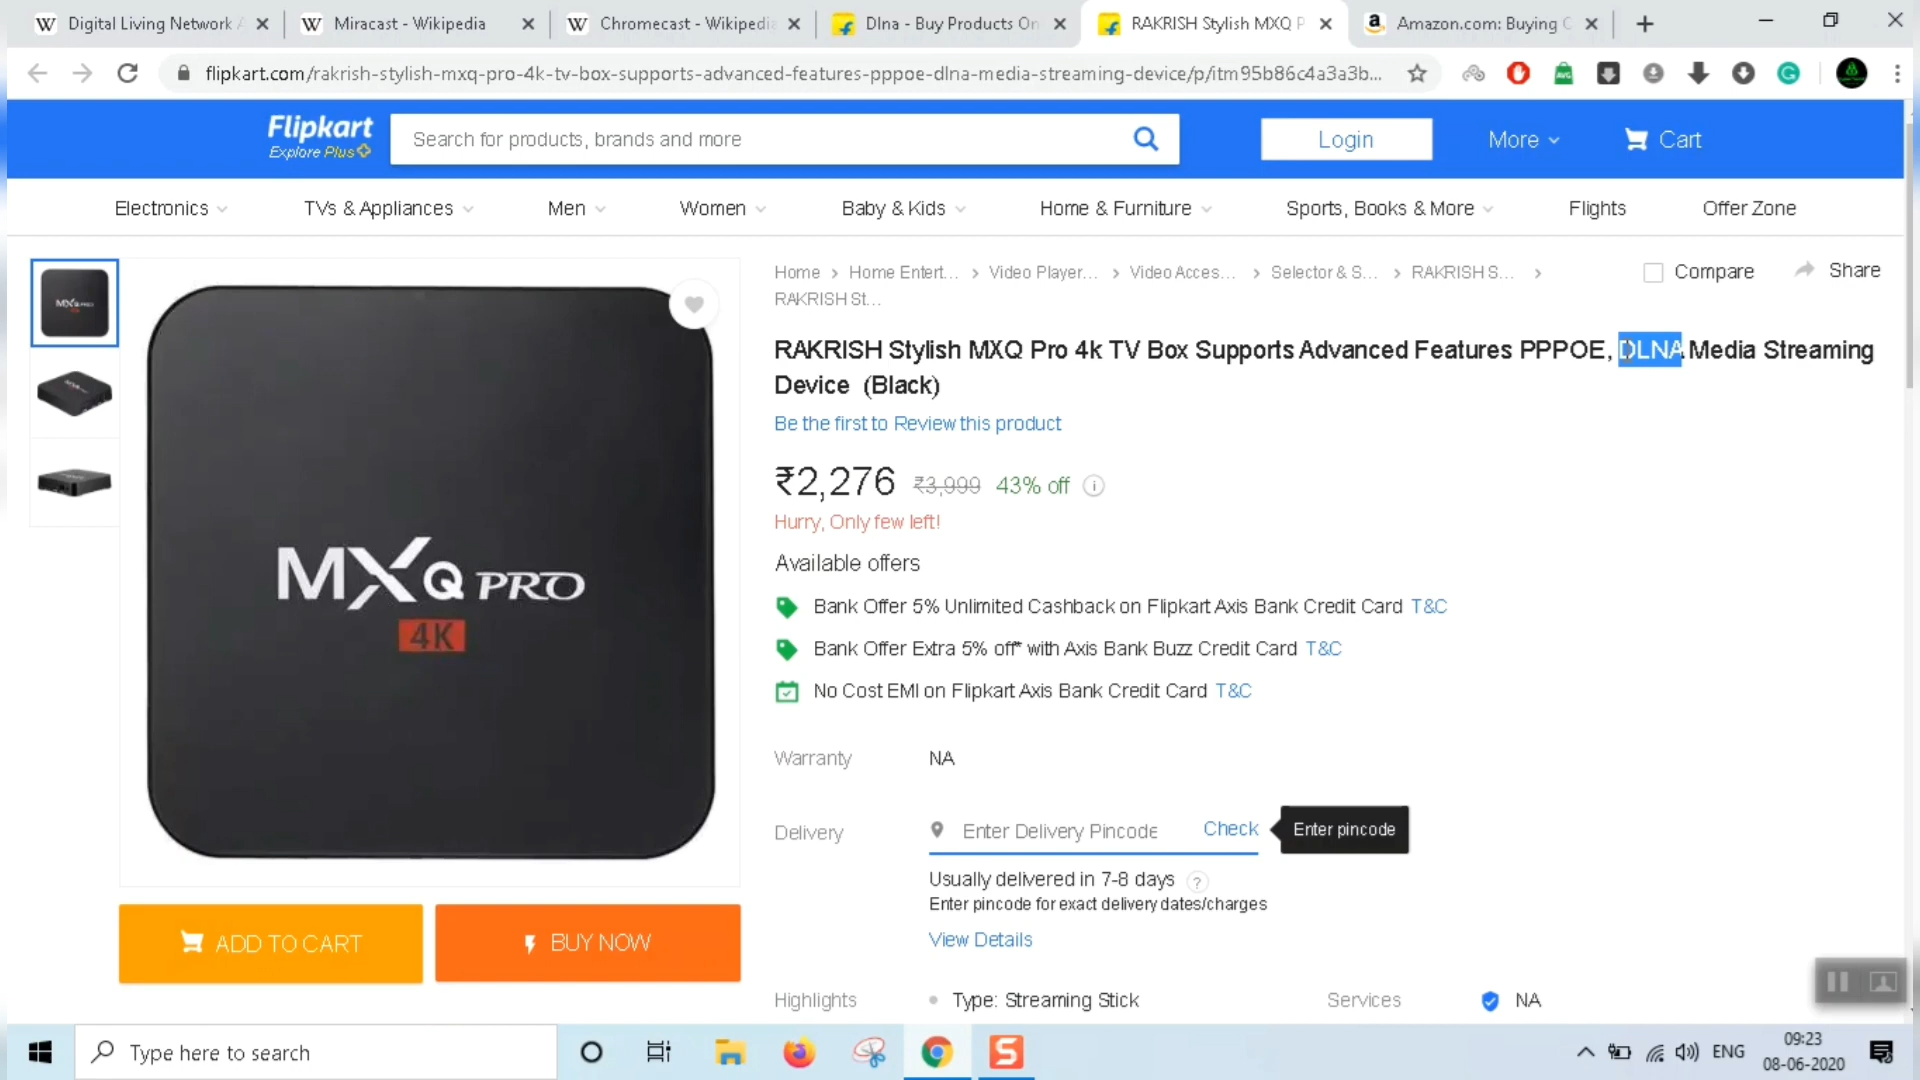 Digital Living Network A
Miracast - Wikipedia
Chromecast - Wikipedia
Dlna - Buy Products On
RAKRISH Stylish MXQ P
Amazon.com: Buying C
flipkart.com/rakrish-stylish-mxq-pro-4k-tv-box-supports-advanced-features-pppoe-dlna-media-streaming-device/p/itm95b86c4a3a3b...
Flipkart
Explore Plus
Search for products, brands and more
Login
More
Cart
Electronics
TVs & Appliances
Men
Women
Baby & Kids
Home & Furniture
Sports, Books & More
Flights
Offer Zone
Home > Home Entert... > Video Player... > Video Acces... > Selector & S... > RAKRISH S... >
RAKRISH St...
Compare
Share
RAKRISH Stylish MXQ Pro 4k TV Box Supports Advanced Features PPPOE, DLNA Media Streaming
Device (Black)
Be the first to Review this product
₹2,276 ₹3,999 43% off
Hurry, Only few left!
Available offers
Bank Offer 5% Unlimited Cashback on Flipkart Axis Bank Credit Card T&C
Bank Offer Extra 5% off* with Axis Bank Buzz Credit Card T&C
No Cost EMI on Flipkart Axis Bank Credit Card T&C
MXQ PRO
4K
Warranty
NA
Delivery
Enter Delivery Pincode
Check
Enter pincode
Usually delivered in 7-8 days
?
Enter pincode for exact delivery dates/charges
View Details
ADD TO CART
BUY NOW
Highlights
Type: Streaming Stick
Services
NA
Type here to search
ENG
09:23
08-06-2020